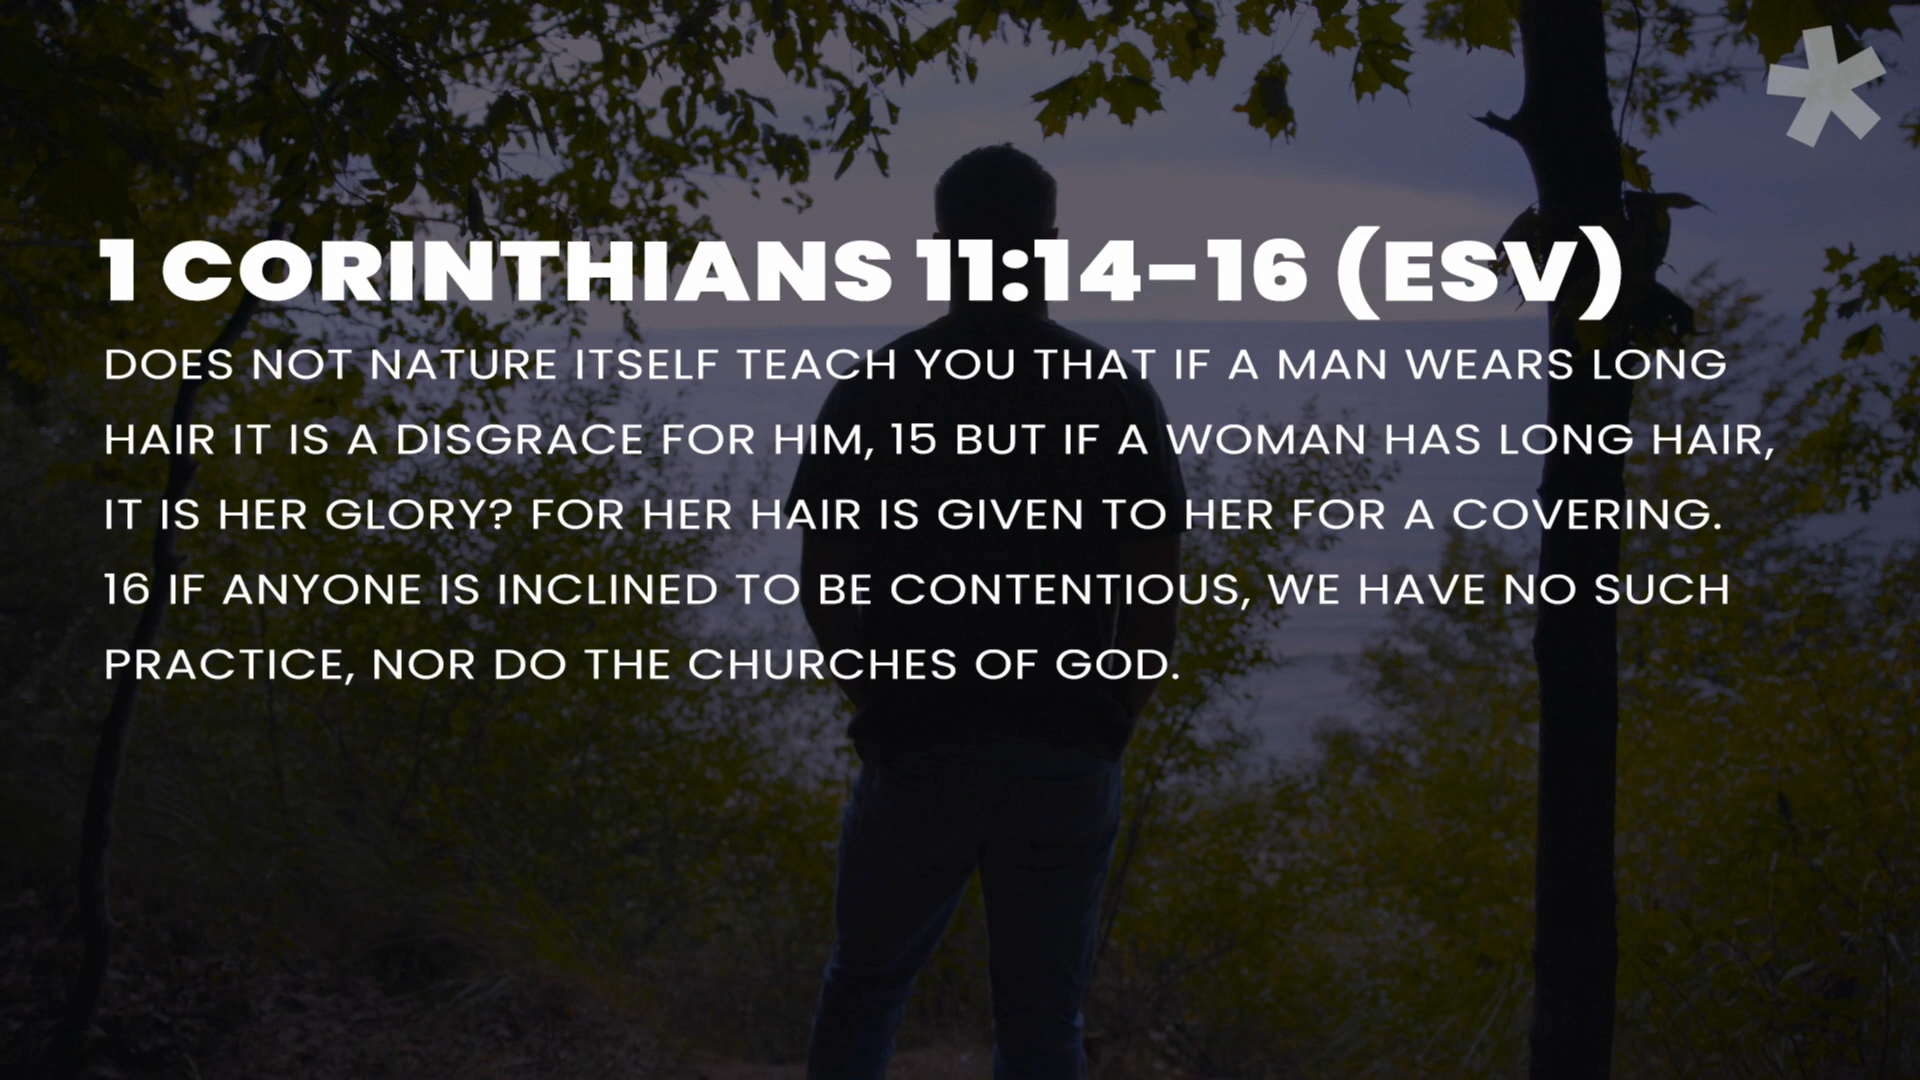 1 CORINTHIANS 11:14-16 (ESV)
DOES NOT NATURE ITSELF TEACH YOU THAT IF A MAN WEARS LONG
HAIR IT IS A DISGRACE FOR HIM, 15 BUT IF A WOMAN HAS LONG HAIR,
IT IS HER GLORY? FOR HER HAIR IS GIVEN TO HER FOR A COVERING.
16 IF ANYONE IS INCLINED TO BE CONTENTIOUS, WE HAVE NO SUCH
PRACTICE, NOR DO THE CHURCHES OF GOD.